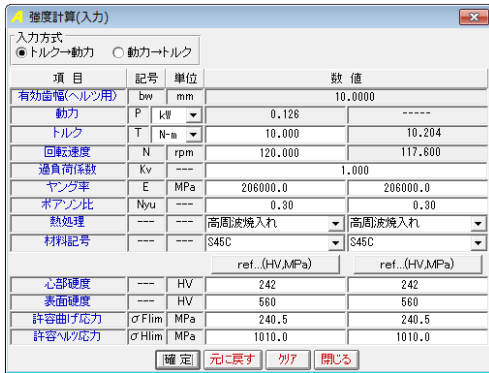 強度計算(入力)
入力方式
トルク→動力 動力→トルク
項 目 記号 単位 数 値
有効歯幅(ヘルツ用) bw mm 10.0000
動力 P kW 0.126 -----
トルク T N-m 10.000 10.204
回転速度 N rpm 120.000 117.600
過負荷係数 Kv --- 1.000
ヤング率 E MPa 206000.0 206000.0
ポアソン比 Nyu --- 0.30 0.30
熱処理 --- --- 高周波焼入れ 高周波焼入れ
材料記号 --- --- S45C S45C
ref...(HV,MPa) ref...(HV,MPa)
心部硬度 --- HV 242 242
表面硬度 --- HV 560 560
許容曲げ応力 σFlim MPa 240.5 240.5
許容ヘルツ応力 σHlim MPa 1010.0 1010.0
確 定 元に戻す クリア 閉じる